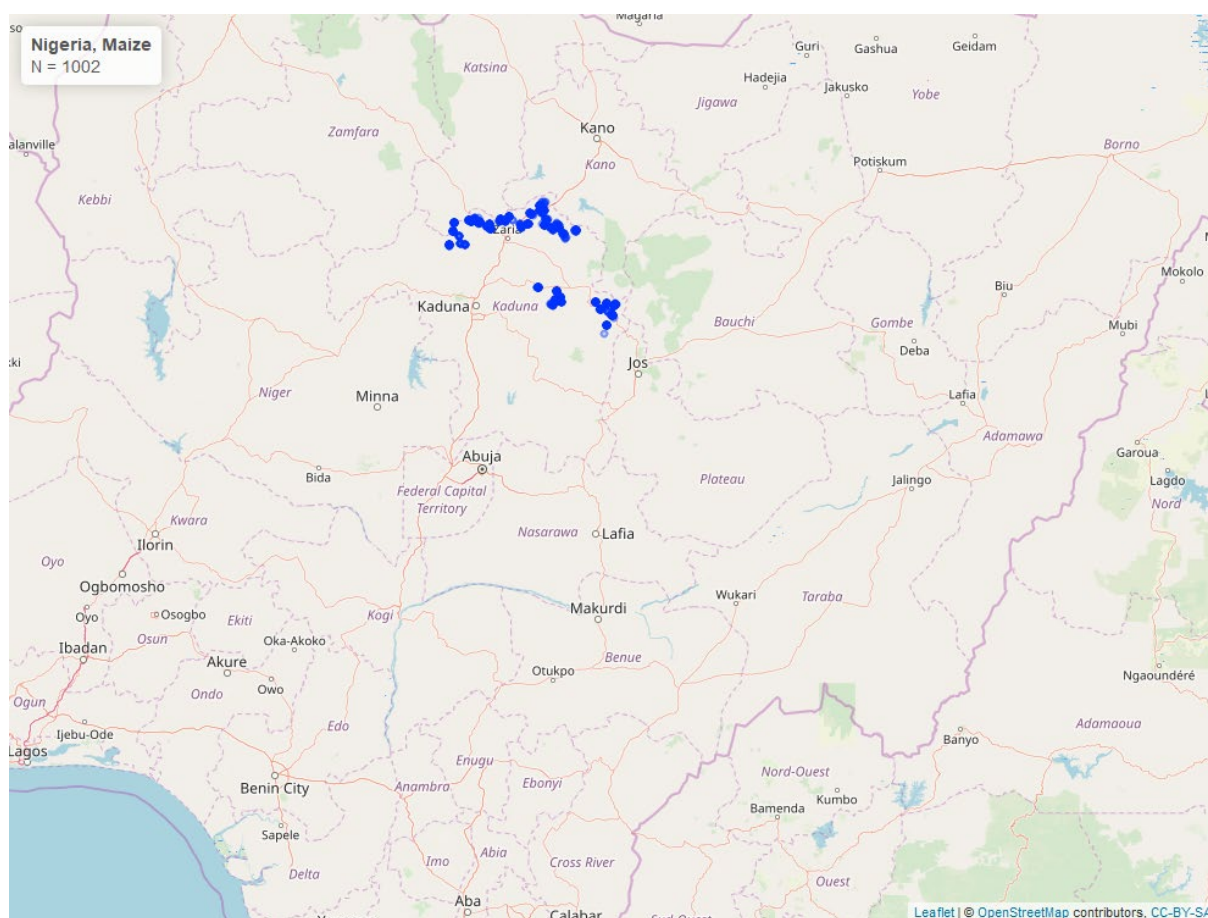 Nigeria, Maize
N = 1002
Magaria
Katsina
Guri
Gashua
Geidam
Hadejia
Jakusko
Yobe
Jigawa
Zamfara
Kano
Kano
alanville
Borno
Potiskum
Kebbi
Zaria
Mokolo
Biu
Kaduna
Kaduna
Bauchi
Gombe
Mubi
Deba
Jos
kki
Niger
Minna
Lafia
Adamawa
Garoua
Abuja
Bida
Federal Capital
Territory
Plateau
Jalingo
Lagdo
Nord
Kwara
Nasarawa
Lafia
Oyo
Ilorin
Ogbomosho
Wukari
Taraba
Makurdi
Oyo
Osogbo
Ekiti
Kogi
Osun
Oka-Akoko
Ibadan
Akure
Benue
Otukpo
Ngaoundéré
Owo
Ondo
Ogun
Edo
Ijebu-Ode
Adamaoua
Lagos
Banyo
Enugu
Nord-Ouest
Benin City
Anambra
Ebonyi
Kumbo
Bamenda
Sapele
Abia
Imo
Cross River
Delta
Ouest
Aba
Calabar
Sud-Ouest
Leaflet | © OpenStreetMap contributors, CC-BY-SA